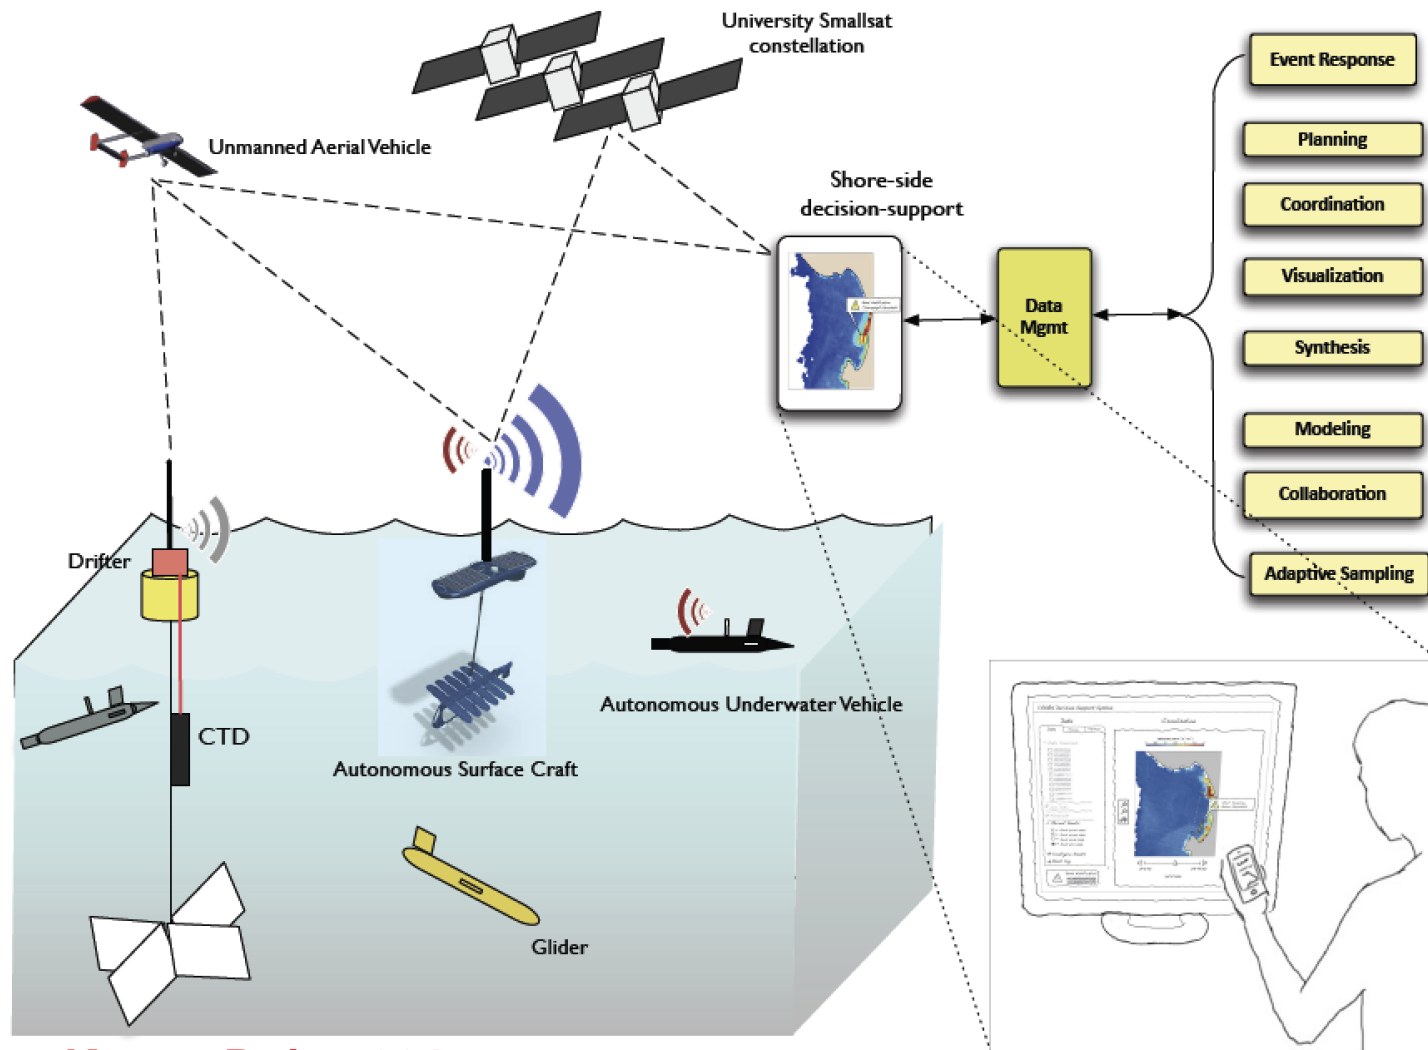 University Smallsat
constellation
Unmanned Aerial Vehicle
Shore-side
decision-support
Data
Mgmt
Event Response
Planning
Coordination
Visualization
Synthesis
Modeling
Collaboration
Adaptive Sampling
Drifter
CTD
Autonomous Surface Craft
Autonomous Underwater Vehicle
Glider